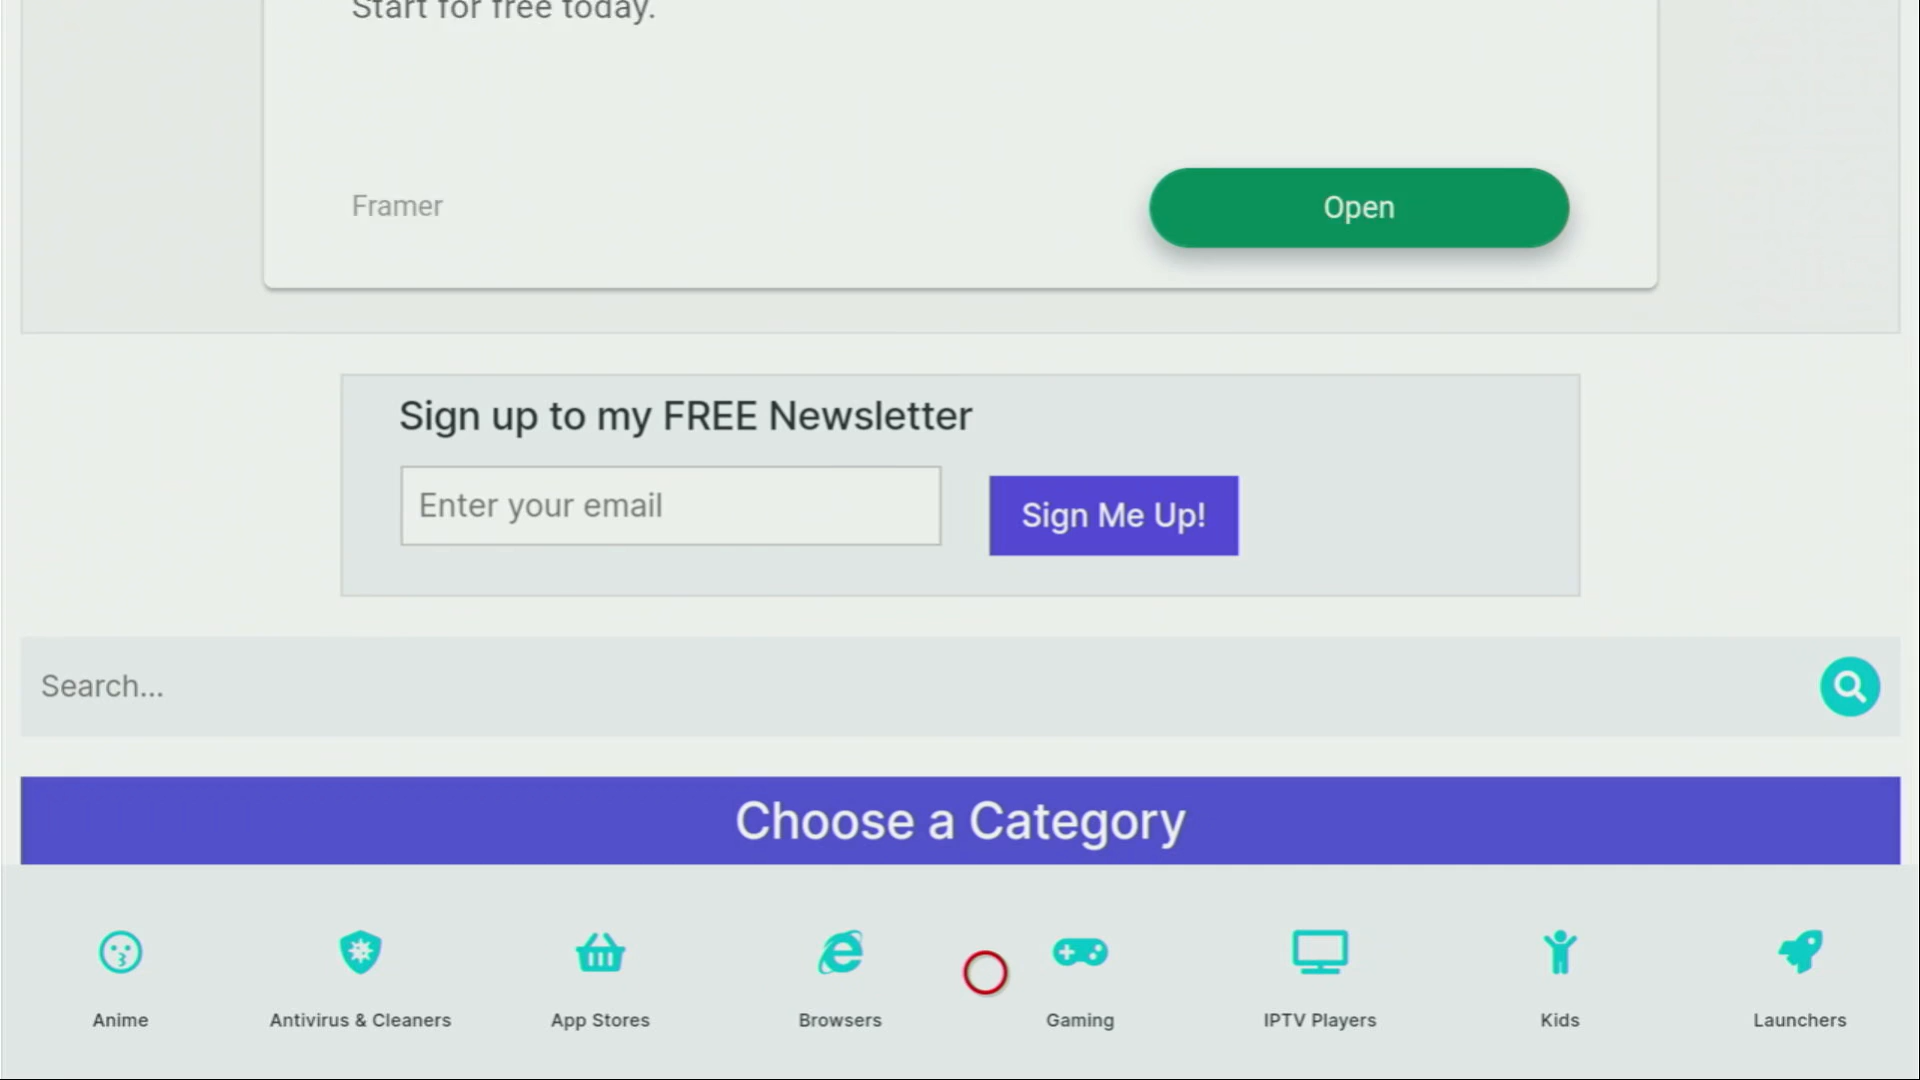 Start for free today.
Framer
Open
Sign up to my FREE Newsletter
Enter your email
Sign Me Up!
Search...
Choose a Category
Anime
Antivirus & Cleaners
App Stores
Browsers
Gaming
IPTV Players
Kids
Launchers